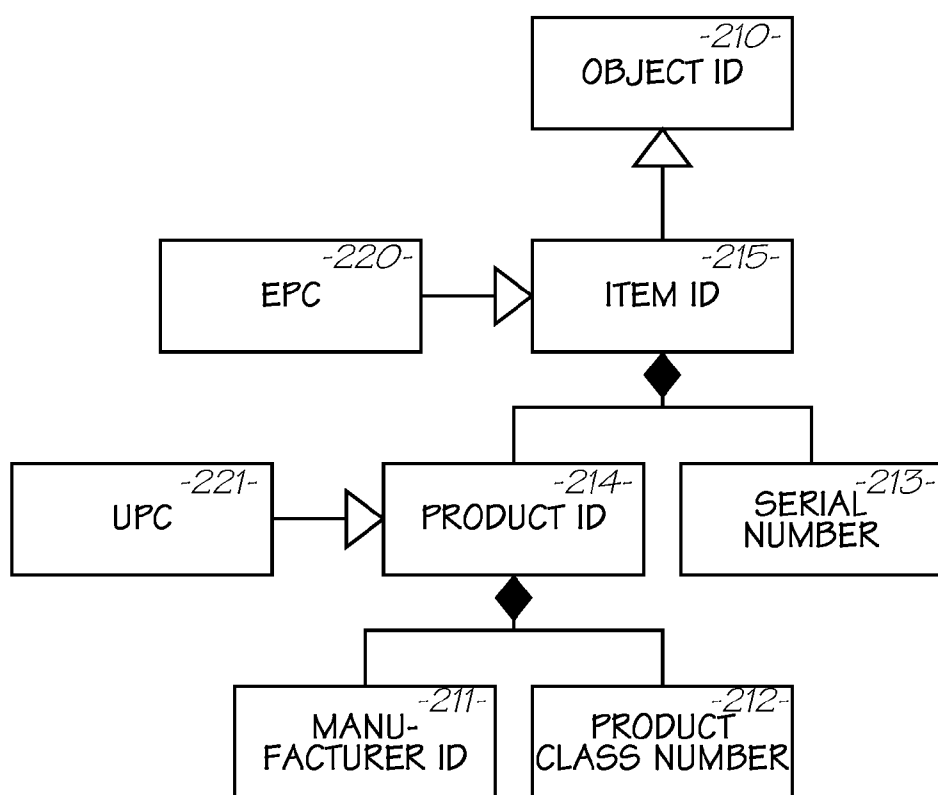 -210-
OBJECT ID
-220-
EPC
-215-
ITEM ID
-221-
UPC
-214-
PRODUCT ID
-213-
SERIAL
NUMBER
-211-
MANU-
FACTURER ID
-212-
PRODUCT
CLASS NUMBER